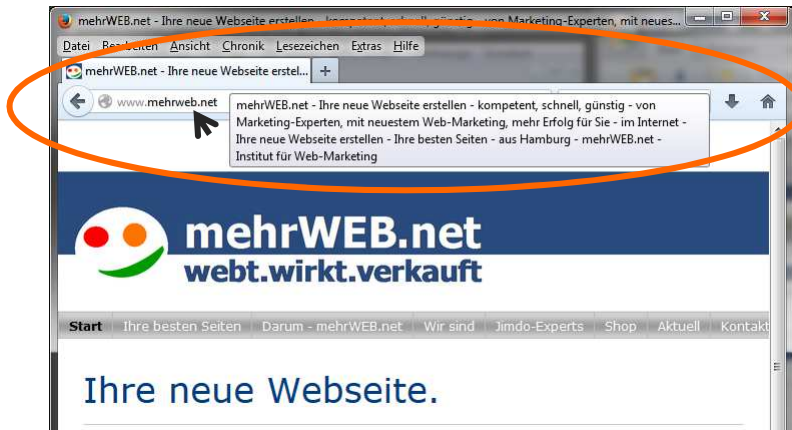 mehrWEB.net - Ihre neue Webseite erstellen - kompetent, schnell, günstig - von Marketing-Experten, mit neues...
Datei Bearbeiten Ansicht Chronik Lesezeichen Extras Hilfe
mehrWEB.net - Ihre neue Webseite erstel...
www.mehrweb.net
mehrWEB.net - Ihre neue Webseite erstellen - kompetent, schnell, günstig - von
Marketing-Experten, mit neuestem Web-Marketing, mehr Erfolg für Sie - im Internet -
Ihre neue Webseite erstellen - Ihre besten Seiten - aus Hamburg - mehrWEB.net -
Institut für Web-Marketing
mehrWEB.net
webt.wirkt.verkauft
Start Ihre besten Seiten Darum - mehrWEB.net Wir sind Jimdo-Experts Shop Aktuell Kontakt
Ihre neue Webseite.